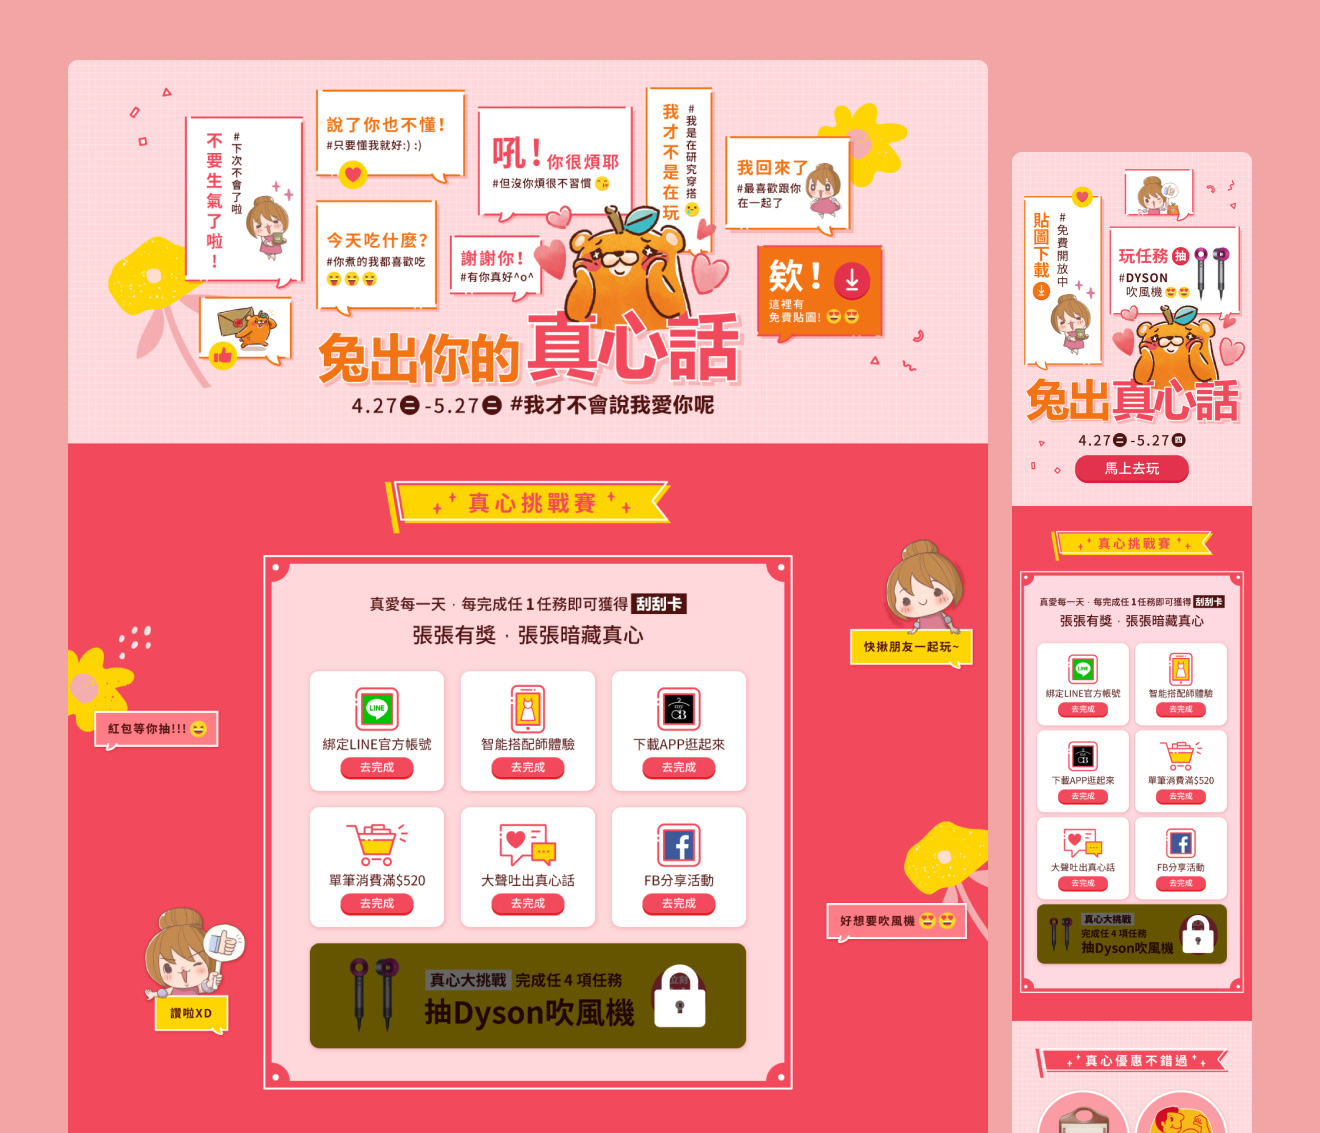 不要生氣了啦！
#下次不會了啦
說了你也不懂！
#只要懂我就好:) :)
今天吃什麼？
#你煮的我都喜歡吃
吼！你很煩耶
#但沒你煩很不習慣
謝謝你！
#有你真好^o^
我才不是在玩
#我是在研究穿搭
我回來了
#最喜歡跟你
在一起了
欸！
這裡有
免費貼圖!
兔出你的真心話
4.27二-5.27二 #我才不會說我愛你呢
真心挑戰賽
真愛每一天．每完成任1任務即可獲得 刮刮卡
張張有獎．張張暗藏真心
快揪朋友一起玩~
紅包等你抽!!!
LINE
綁定LINE官方帳號
去完成
智能搭配師體驗
去完成
my
CB
下載APP逛起來
去完成
單筆消費滿$520
去完成
大聲吐出真心話
去完成
FB分享活動
去完成
好想要吹風機
讚啦XD
真心大挑戰 完成任4項任務
抽Dyson吹風機
貼圖下載
#免費開放中
玩任務 抽
#DYSON
吹風機
兔出真心話
4.27二-5.27四
馬上去玩
真心挑戰賽
真愛每一天．每完成任1任務即可獲得 刮刮卡
張張有獎．張張暗藏真心
LINE
綁定LINE官方帳號
去完成
智能搭配師體驗
去完成
下載APP逛起來
去完成
單筆消費滿$520
去完成
大聲吐出真心話
去完成
FB分享活動
去完成
真心大挑戰
完成任4項任務
抽Dyson吹風機
真心優惠不錯過